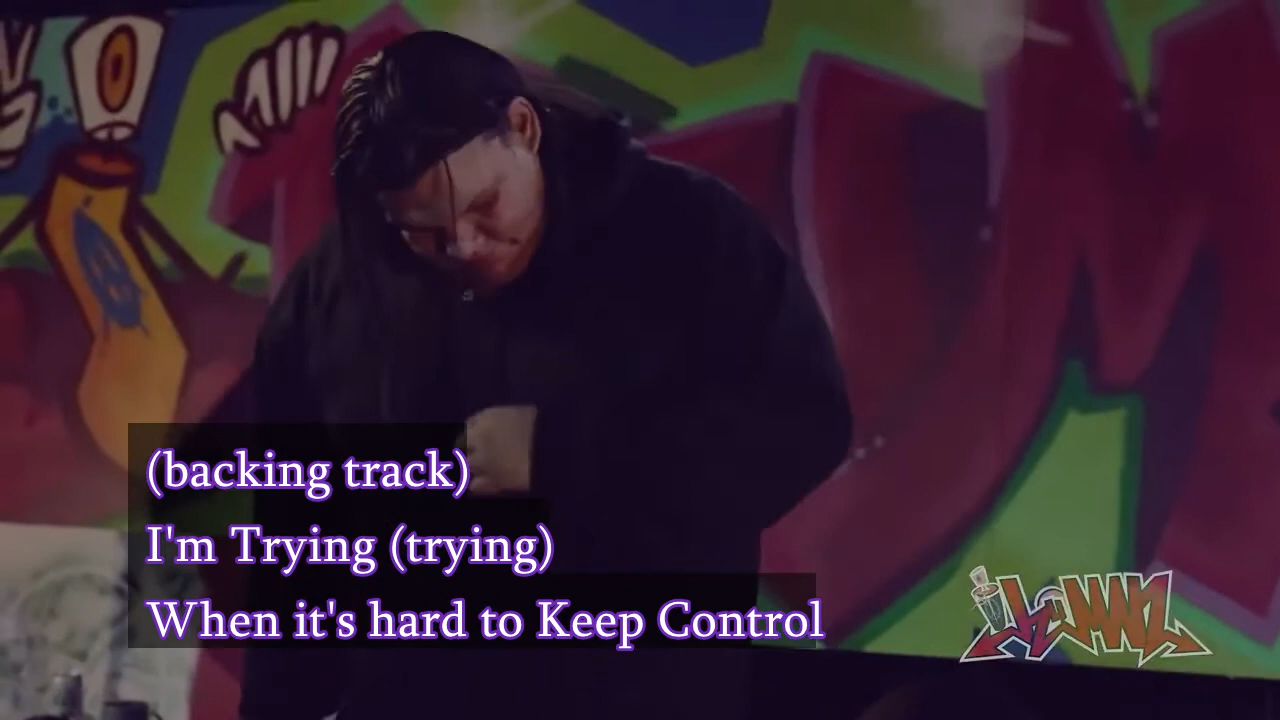 (backing track)
I'm Trying (trying)
When it's hard to Keep Control